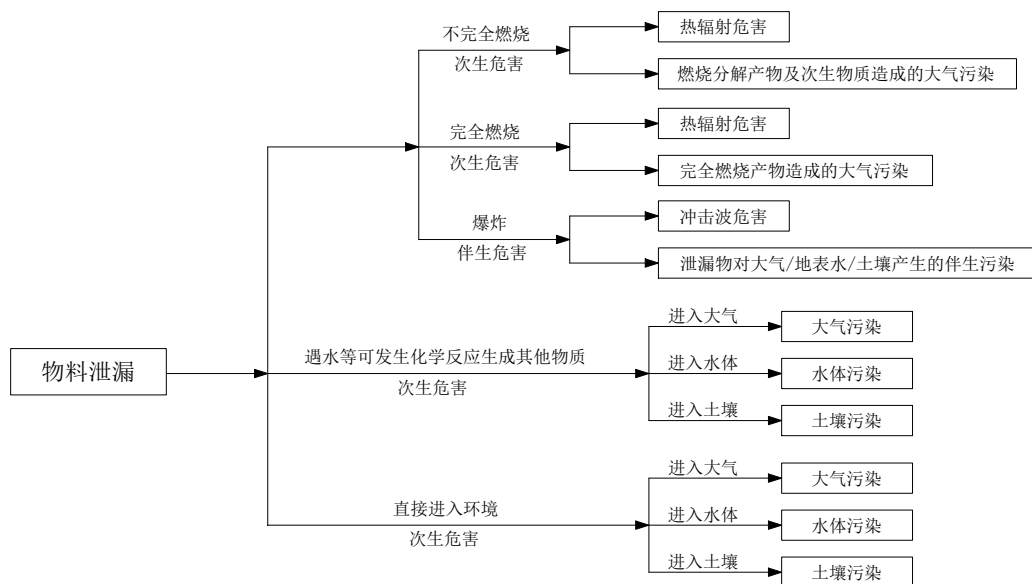 不完全燃烧
次生危害
热辐射危害
燃烧分解产物及次生物质造成的大气污染
完全燃烧
次生危害
热辐射危害
完全燃烧产物造成的大气污染
爆炸
伴生危害
冲击波危害
泄漏物对大气/地表水/土壤产生的伴生污染
物料泄漏
遇水等可发生化学反应生成其他物质
次生危害
进入大气
大气污染
进入水体
水体污染
进入土壤
土壤污染
直接进入环境
次生危害
进入大气
大气污染
进入水体
水体污染
进入土壤
土壤污染